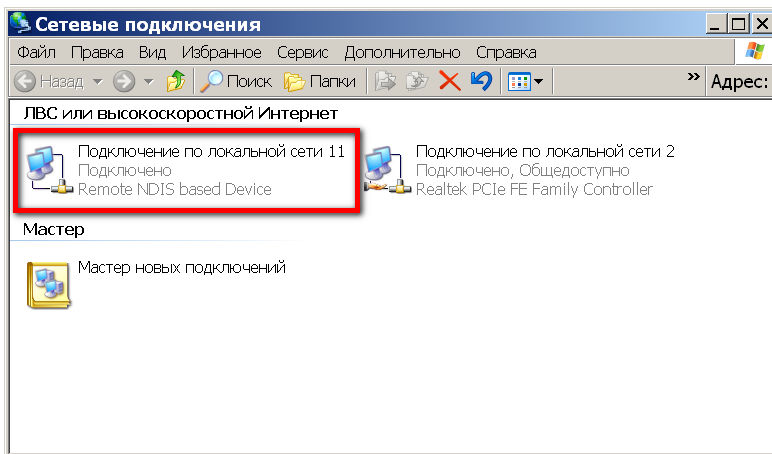 Сетевые подключения
Файл Правка Вид Избранное Сервис Дополнительно Справка
Назад Поиск Папки » Адрес:
ЛВС или высокоскоростной Интернет
Подключение по локальной сети 11
Подключено
Remote NDIS based Device
Подключение по локальной сети 2
Подключено, Общедоступно
Realtek PCIe FE Family Controller
Мастер
Мастер новых подключений